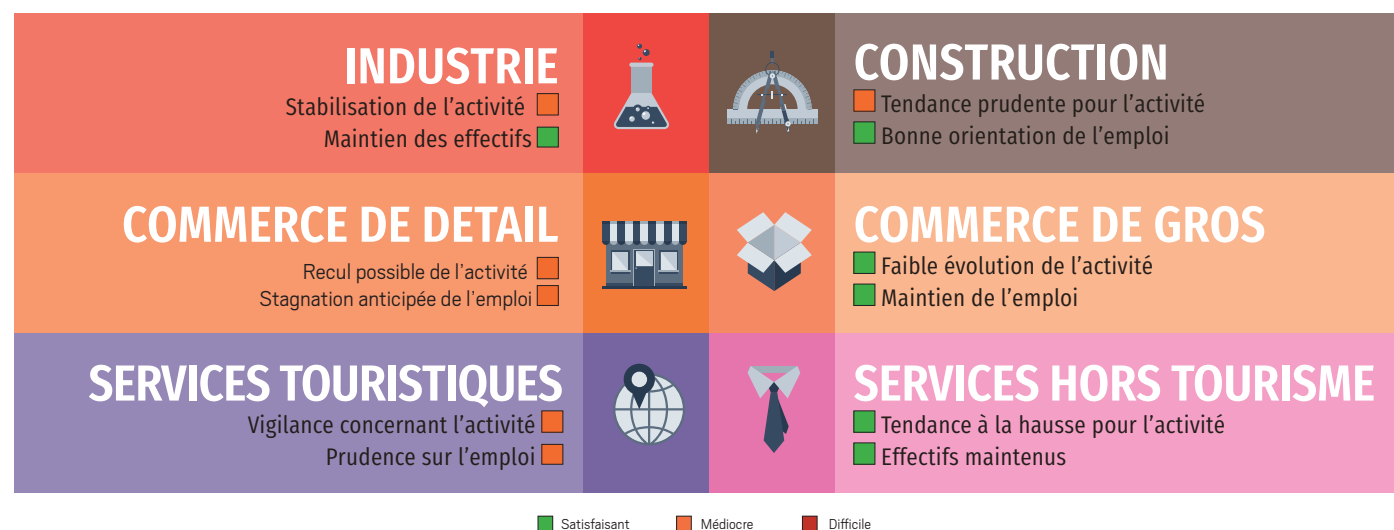 INDUSTRIE
Stabilisation de l’activité
Maintien des effectifs
CONSTRUCTION
Tendance prudente pour l’activité
Bonne orientation de l’emploi
COMMERCE DE DETAIL
Recul possible de l’activité
Stagnation anticipée de l’emploi
COMMERCE DE GROS
Faible évolution de l’activité
Maintien de l’emploi
SERVICES TOURISTIQUES
Vigilance concernant l’activité
Prudence sur l’emploi
SERVICES HORS TOURISME
Tendance à la hausse pour l’activité
Effectifs maintenus
Satisfaisant Médiocre Difficile